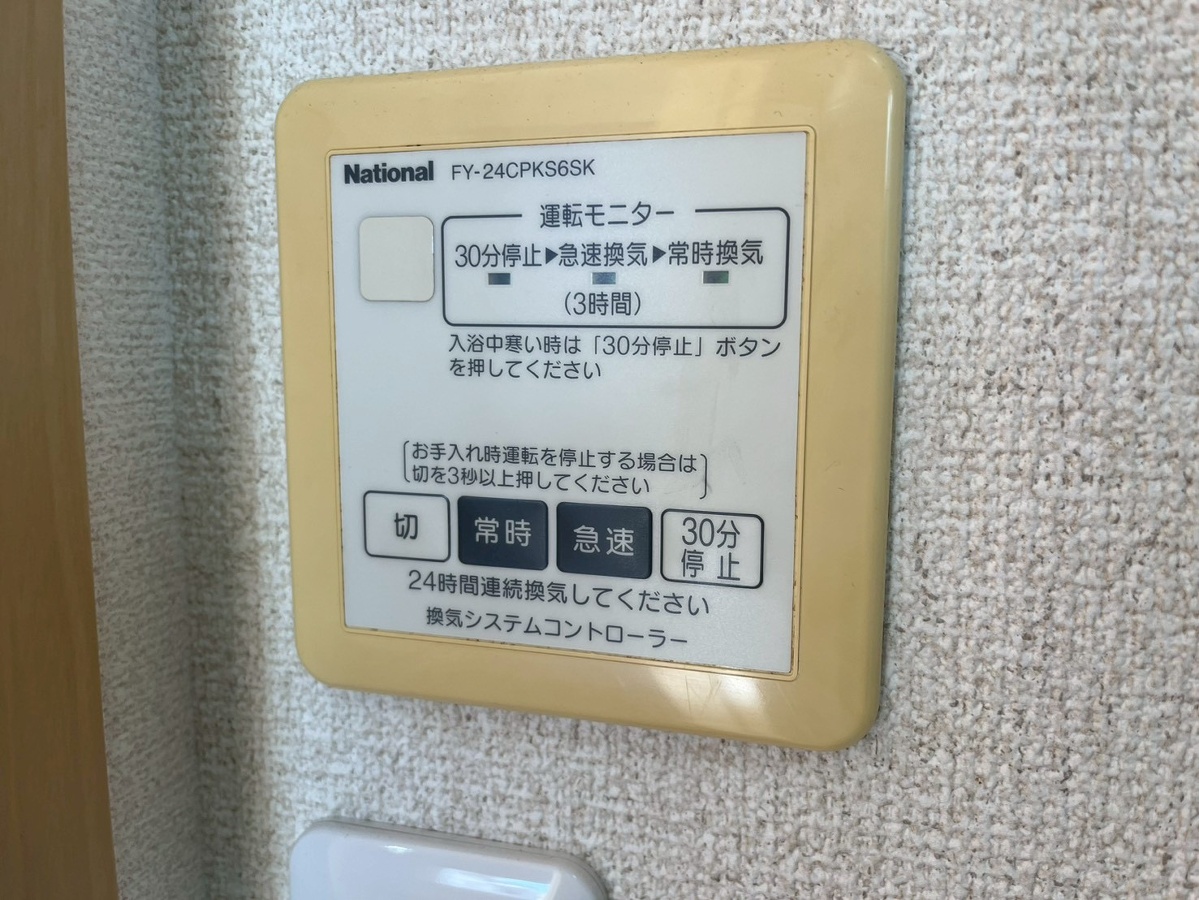 National FY-24CPKS6SK
運転モニター
30分停止▶急速換気▶常時換気
(3時間)
入浴中寒い時は「30分停止」ボタン
を押してください
お手入れ時運転を停止する場合は
切を3秒以上押してください
切 常時 急速 30分
停止
24時間連続換気してください
換気システムコントローラー